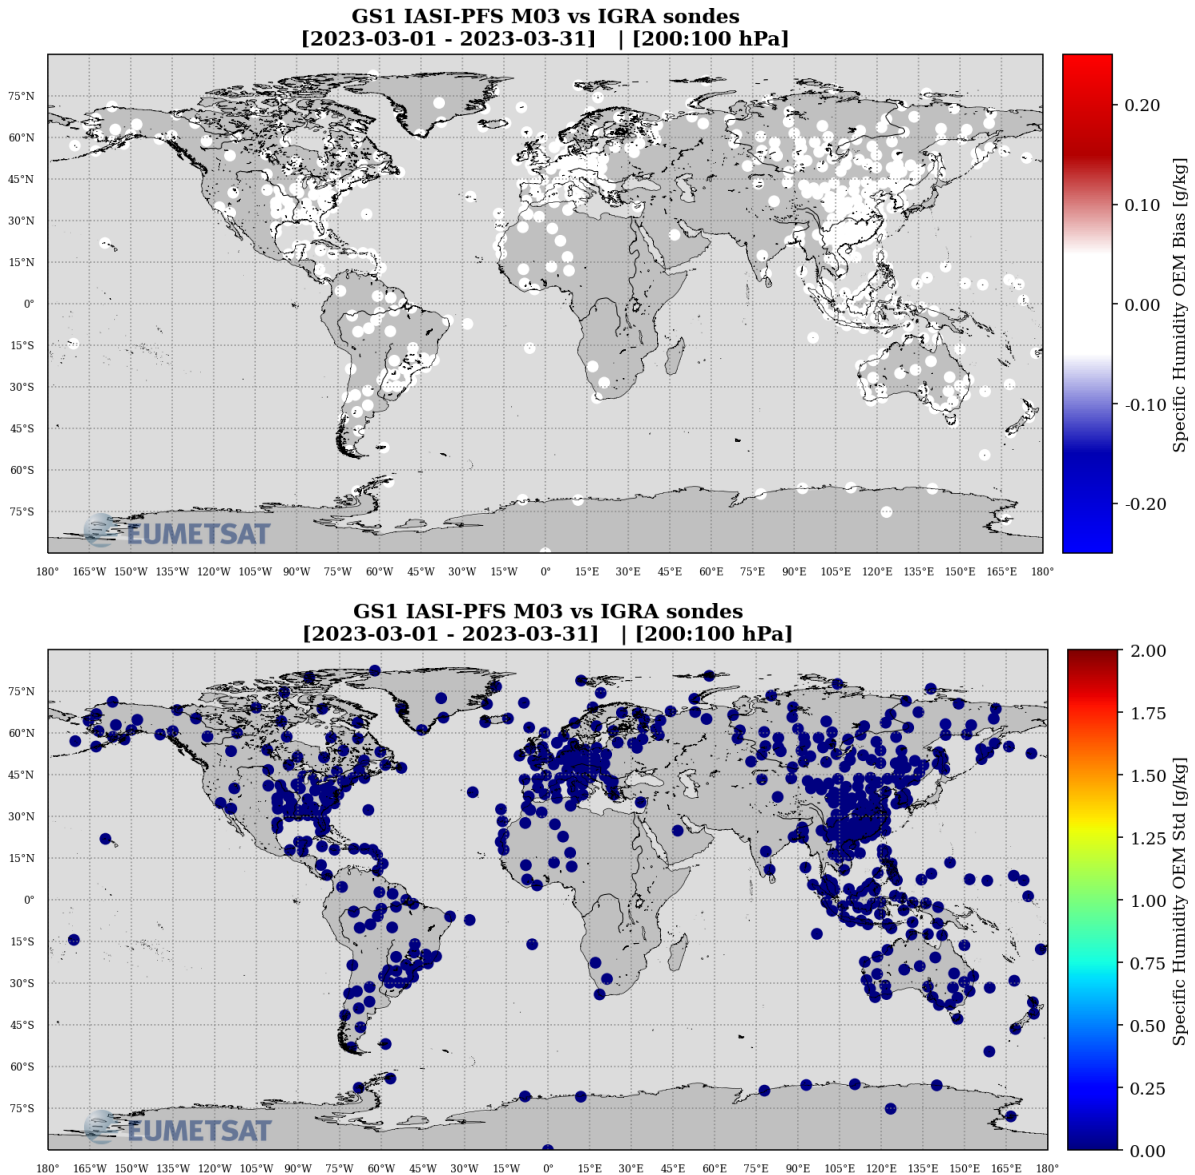 GS1 IASI-PFS M03 vs IGRA sondes
[2023-03-01 - 2023-03-31] | [200:100 hPa]
75°N
60°N
45°N
30°N
15°N
0°
15°S
30°S
45°S
60°S
75°S
180° 165°W 150°W 135°W 120°W 105°W 90°W 75°W 60°W 45°W 30°W 15°W 0° 15°E 30°E 45°E 60°E 75°E 90°E 105°E 120°E 135°E 150°E 165°E 180°
EUMETSAT
0.20
0.10
0.00
-0.10
-0.20
Specific Humidity OEM Bias [g/kg]
GS1 IASI-PFS M03 vs IGRA sondes
[2023-03-01 - 2023-03-31] | [200:100 hPa]
75°N
60°N
45°N
30°N
15°N
0°
15°S
30°S
45°S
60°S
75°S
180° 165°W 150°W 135°W 120°W 105°W 90°W 75°W 60°W 45°W 30°W 15°W 0° 15°E 30°E 45°E 60°E 75°E 90°E 105°E 120°E 135°E 150°E 165°E 180°
EUMETSAT
2.00
1.75
1.50
1.25
1.00
0.75
0.50
0.25
0.00
Specific Humidity OEM Std [g/kg]